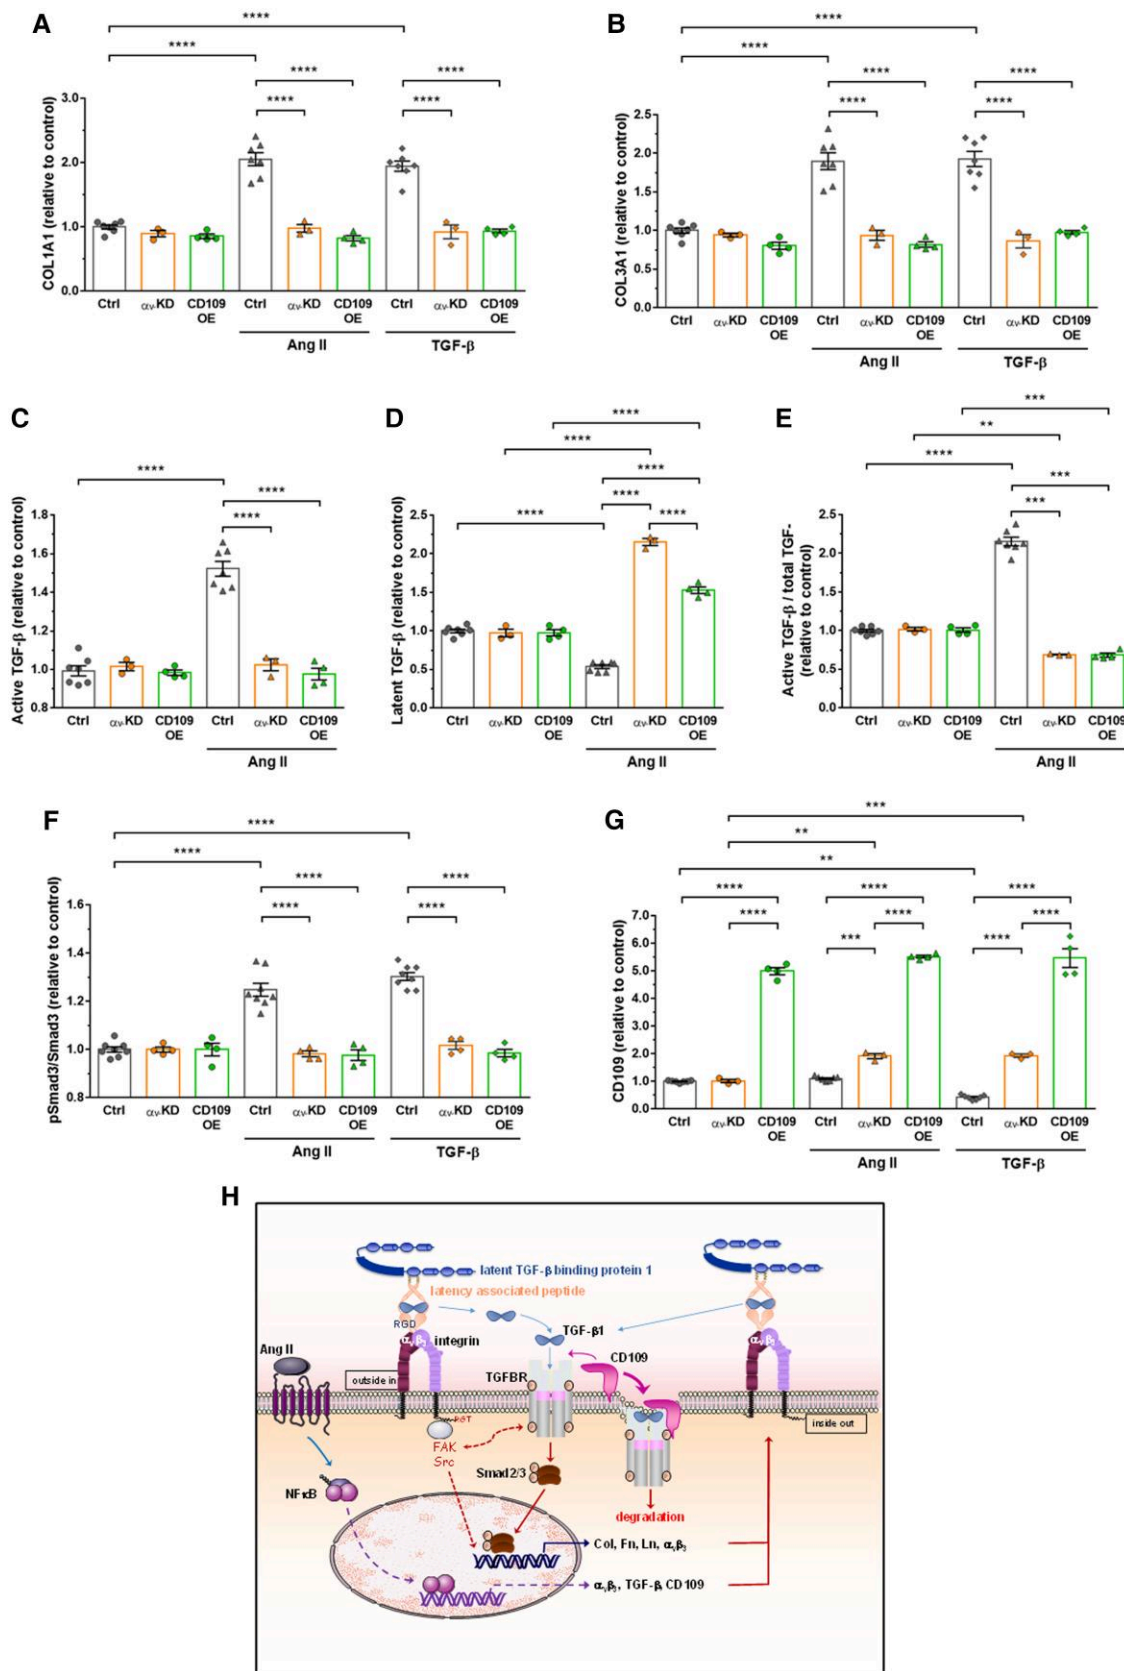 A
****
****
****
****
****
****
COL1A1 (relative to control)
3.0
2.0
1.0
0.0
Ctrl αv-KD CD109 OE Ctrl αv-KD CD109 OE Ctrl αv-KD CD109 OE
Ang II TGF-β
B
****
****
****
****
****
****
COL3A1 (relative to control)
2.5
2.0
1.5
1.0
0.5
0.0
Ctrl αv-KD CD109 OE Ctrl αv-KD CD109 OE Ctrl αv-KD CD109 OE
Ang II TGF-β
C
****
****
****
Active TGF-β (relative to control)
1.8
1.6
1.4
1.2
1.0
0.8
Ctrl αv-KD CD109 OE Ctrl αv-KD CD109 OE
Ang II
D
****
****
****
****
****
****
Latent TGF-β (relative to control)
2.5
2.0
1.5
1.0
0.5
0.0
Ctrl αv-KD CD109 OE Ctrl αv-KD CD109 OE
Ang II
E
***
**
****
***
***
Active TGF-β / total TGF-
(relative to control)
2.5
2.0
1.5
1.0
0.5
0.0
Ctrl αv-KD CD109 OE Ctrl αv-KD CD109 OE
Ang II
F
****
****
****
****
****
****
pSmad3/Smad3 (relative to control)
1.6
1.4
1.2
1.0
0.8
Ctrl αv-KD CD109 OE Ctrl αv-KD CD109 OE Ctrl αv-KD CD109 OE
Ang II TGF-β
G
***
**
**
**** **** ****
**** **** ****
*** ****
CD109 (relative to control)
7.0
6.0
5.0
4.0
3.0
2.0
1.0
0.0
Ctrl αv-KD CD109 OE Ctrl αv-KD CD109 OE Ctrl αv-KD CD109 OE
Ang II TGF-β
H
latent TGF-β binding protein 1
latency associated peptide
RGD
TGF-β1
αvβ3 integrin
αvβ3
Ang II
CD109
TGFBR
outside in
inside out
FAK
Src
Smad2/3
NFκB
degradation
Col, Fn, Ln, αvβ3
αvβ3, TGF-β, CD109